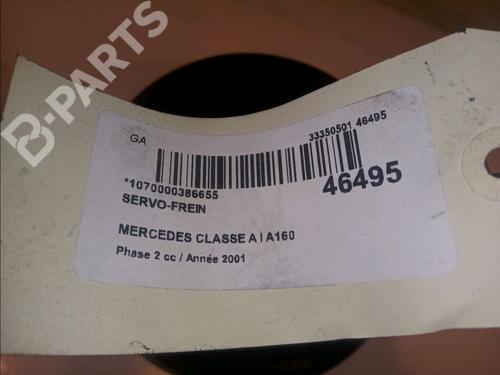 B-PARTS
GA
33350501 46495
*1070000386655
46495
SERVO-FREIN
MERCEDES CLASSE A I A160
Phase 2 cc / Année 2001